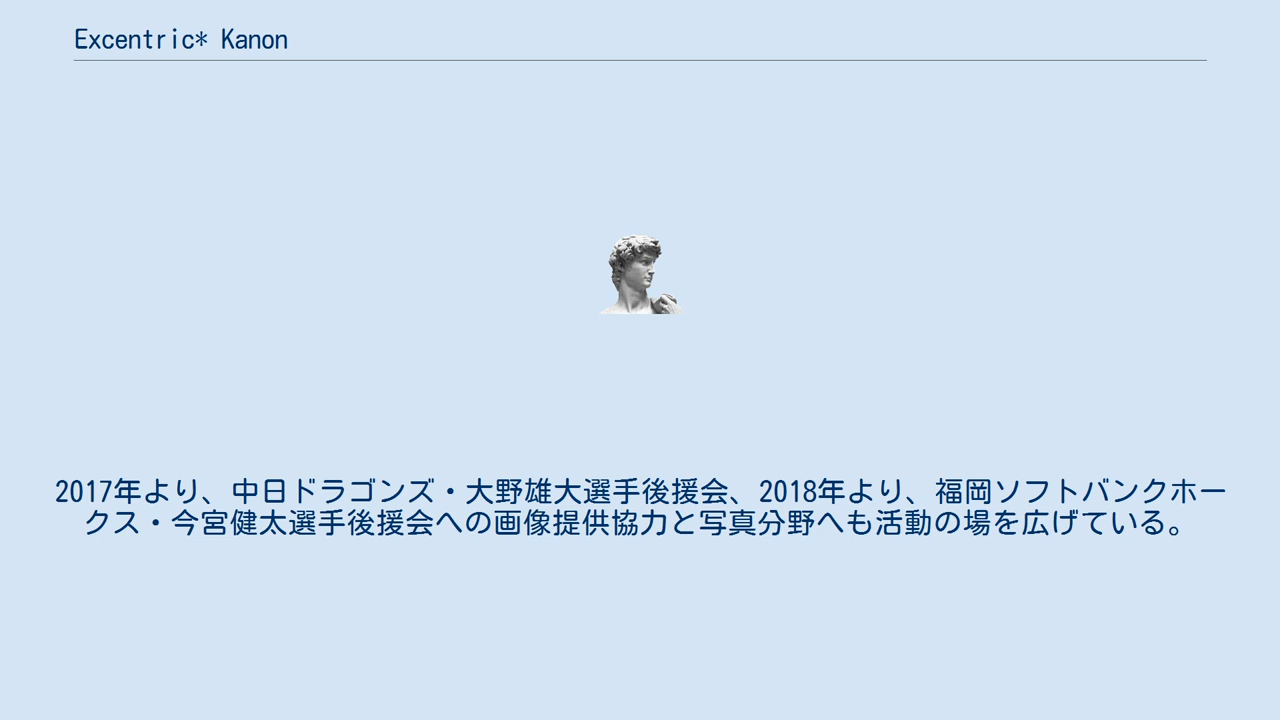 Excentric* Kanon
2017年より、中日ドラゴンズ・大野雄大選手後援会、2018年より、福岡ソフトバンクホー
クス・今宮健太選手後援会への画像提供協力と写真分野へも活動の場を広げている。